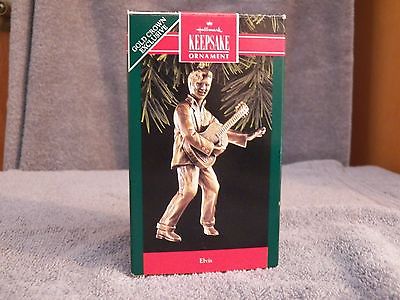 GOLD CROWN
EXCLUSIVE
Hallmark
KEEPSAKE
ORNAMENT
Elvis